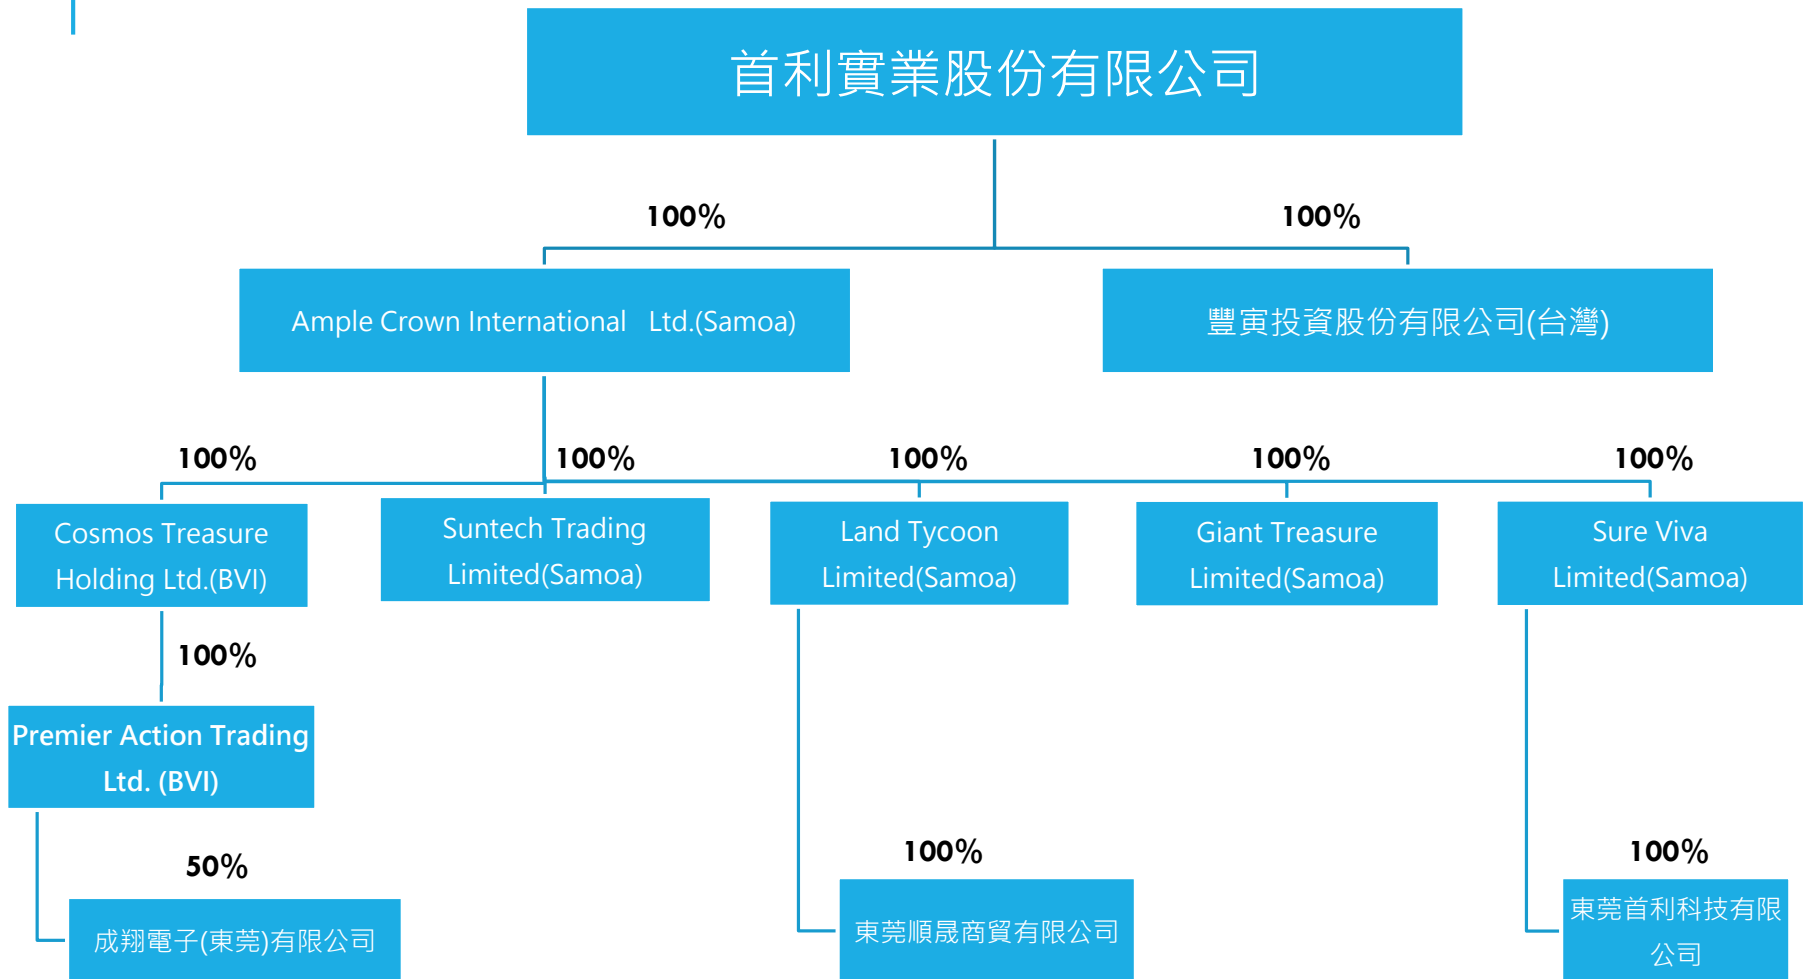 首利實業股份有限公司
100%
100%
Ample Crown International Ltd.(Samoa)
豐寅投資股份有限公司(台灣)
100%
100%
100%
100%
100%
Cosmos Treasure
Holding Ltd.(BVI)
Suntech Trading
Limited(Samoa)
Land Tycoon
Limited(Samoa)
Giant Treasure
Limited(Samoa)
Sure Viva
Limited(Samoa)
100%
Premier Action Trading
Ltd. (BVI)
50%
100%
100%
成翔電子(東莞)有限公司
東莞順晟商貿有限公司
東莞首利科技有限
公司